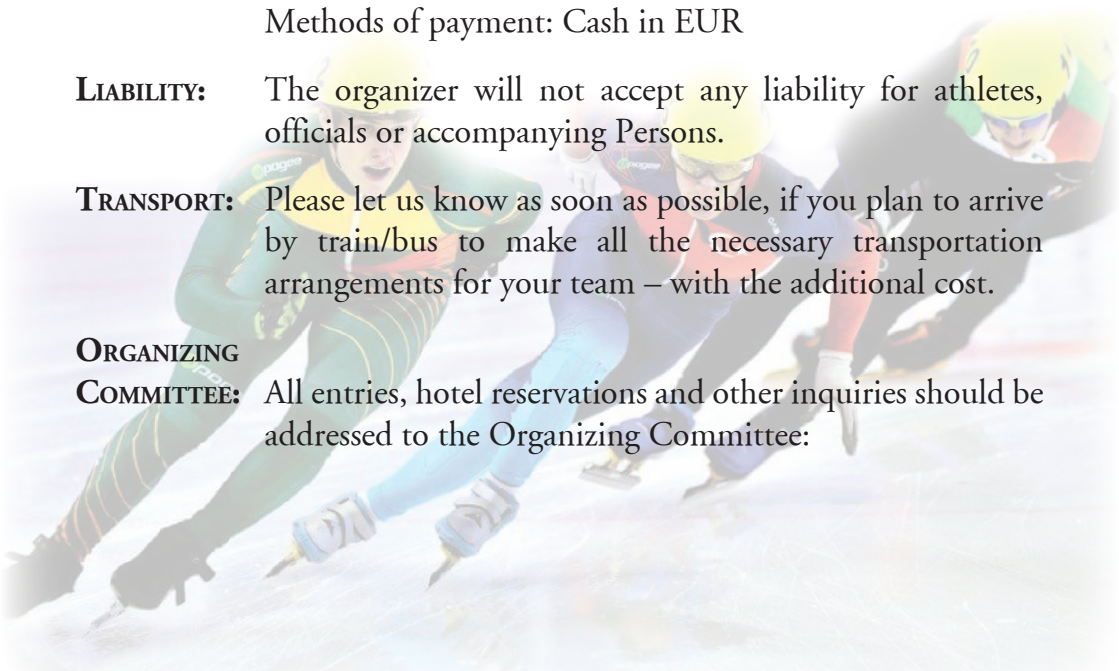 Methods of payment: Cash in EUR
LIABILITY: The organizer will not accept any liability for athletes,
officials or accompanying Persons.
TRANSPORT: Please let us know as soon as possible, if you plan to arrive
by train/bus to make all the necessary transportation
arrangements for your team – with the additional cost.
ORGANIZING
COMMITTEE: All entries, hotel reservations and other inquiries should be
addressed to the Organizing Committee:
apogee
apogee